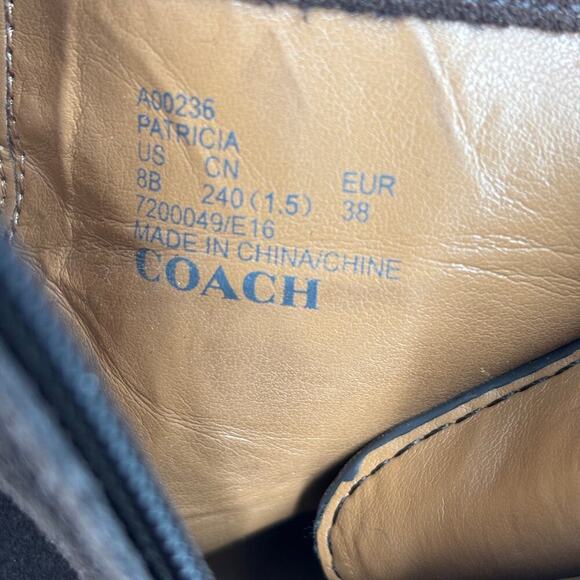 A00236
PATRICIA
US CN EUR
8B 240 (1.5) 38
7200049/E16
MADE IN CHINA/CHINE
COACH